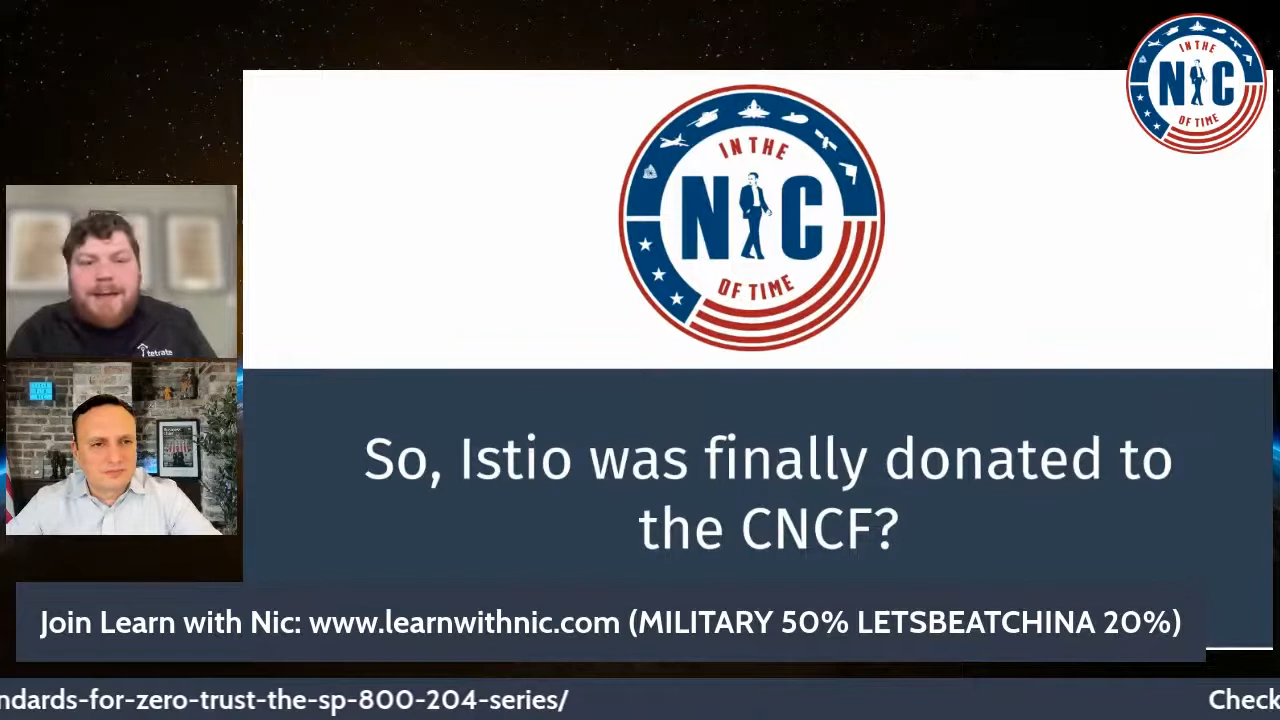 IN THE
NIC
OF TIME
IN THE
NIC
OF TIME
tetrate
So, Istio was finally donated to
the CNCF?
Join Learn with Nic: www.learnwithnic.com (MILITARY 50% LETSBEATCHINA 20%)
ndards-for-zero-trust-the-sp-800-204-series/
Check